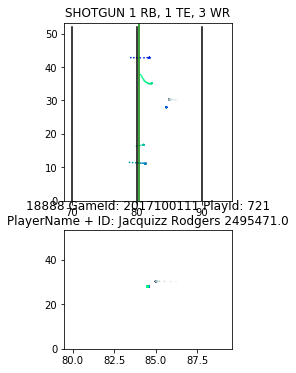 SHOTGUN 1 RB, 1 TE, 3 WR
50
40
30
20
10
0
70 80 90
18888 GameId: 2017100111 PlayId: 721
PlayerName + ID: Jacquizz Rodgers 2495471.0
40
20
0
80.0 82.5 85.0 87.5